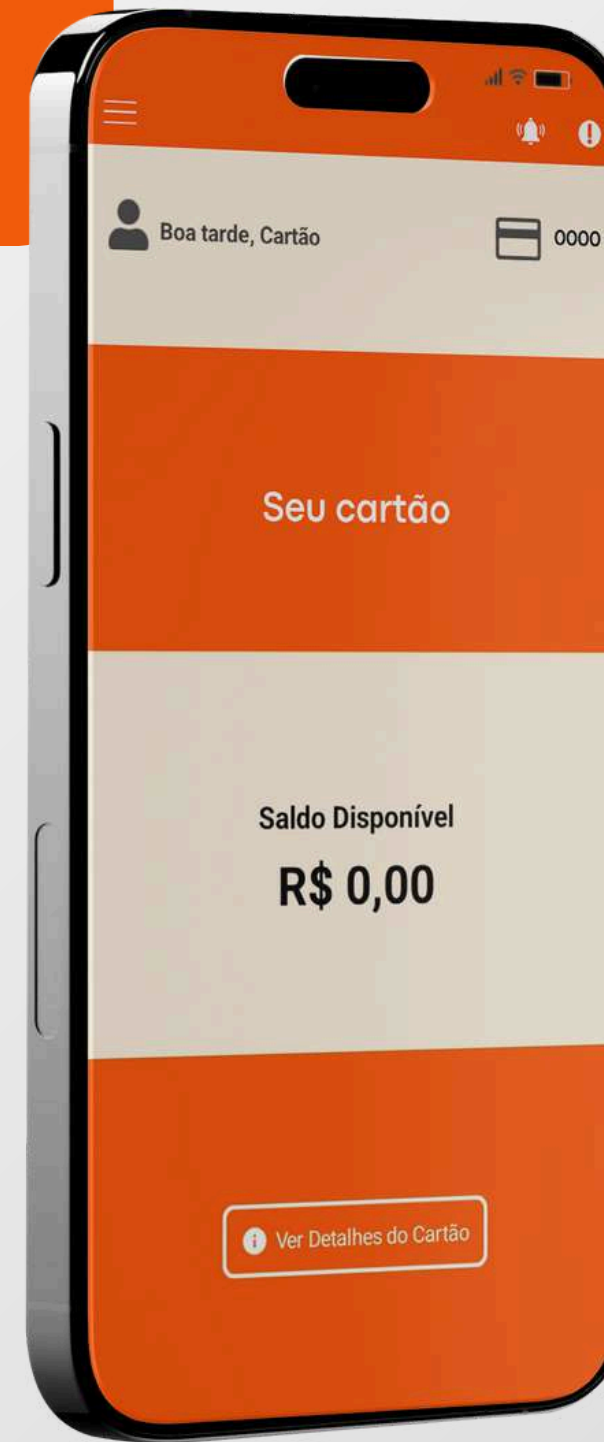 Boa tarde, Cartão
0000
Seu cartão
Saldo Disponível
R$ 0,00
Ver Detalhes do Cartão